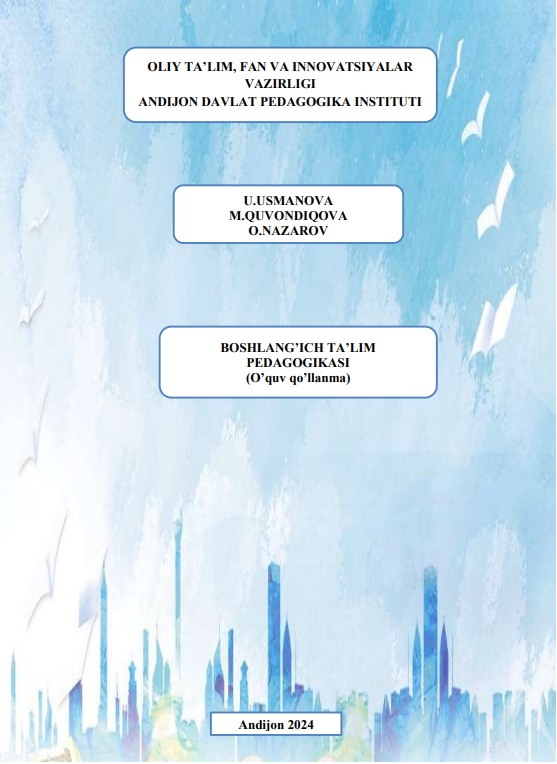 OLIY TA’LIM, FAN VA INNOVATSIYALAR
VAZIRLIGI
ANDIJON DAVLAT PEDAGOGIKA INSTITUTI
U.USMANOVA
M.QUVONDIQOVA
O.NAZAROV
BOSHLANG’ICH TA’LIM
PEDAGOGIKASI
(O’quv qo’llanma)
Andijon 2024